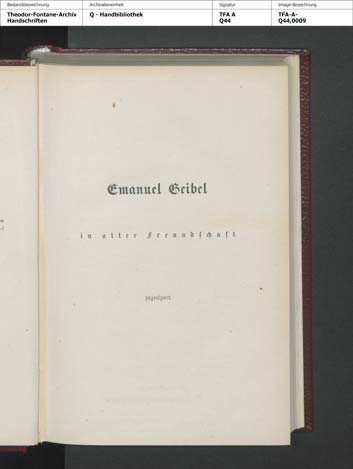 Bestandsbezeichnung
Archivalieneinheit
Signatur
Image-Bezeichnung
Theodor-Fontane-Archiv
Handschriften
Q - Handbibliothek
TFA A
Q44
TFA-A-
Q44,0009
Emanuel Geibel
in alter Freundſchaft
zugeeignet.